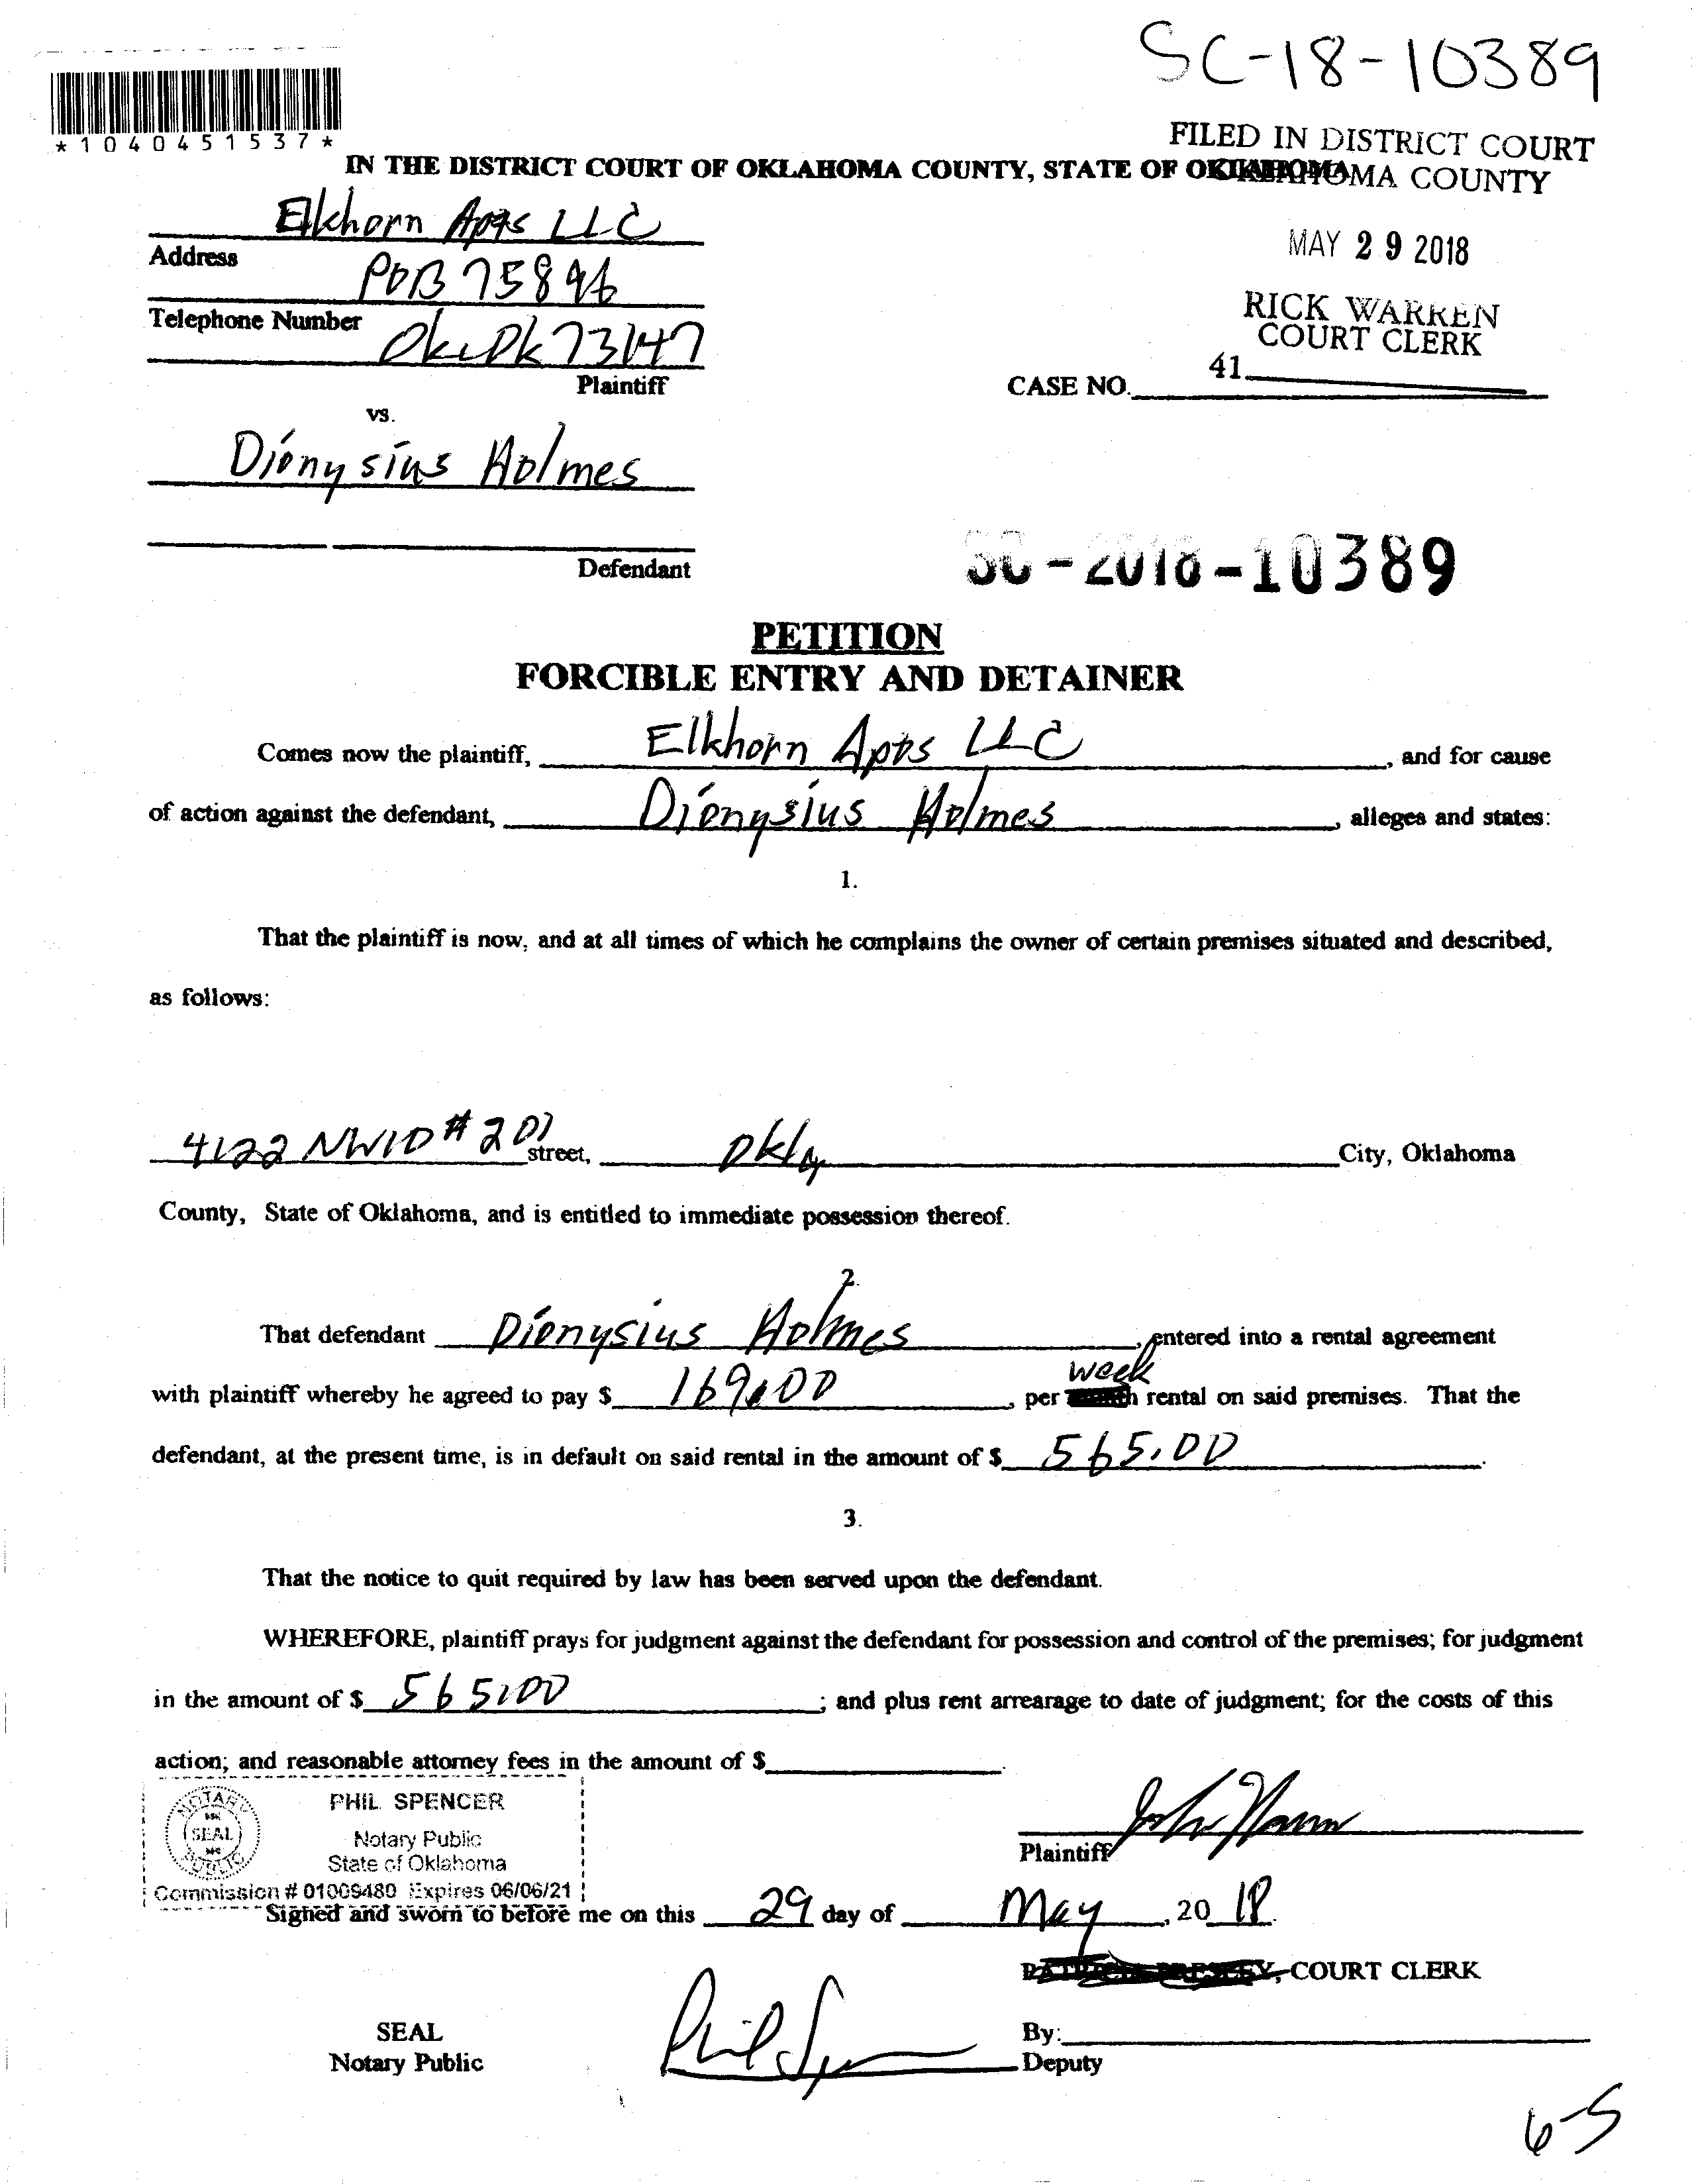 SC-18-10389
*1040451537*
FILED IN DISTRICT COURT
OKLAHOMA COUNTY
IN THE DISTRICT COURT OF OKLAHOMA COUNTY, STATE OF OKLAHOMA
Elkhorn Apts LLC
MAY 29 2018
Address
POB 75896
RICK WARREN
COURT CLERK
Telephone Number
Okc Ok 73147
41
Plaintiff
CASE NO.
vs.
Dionysius Holmes
Defendant
SC-2018-10389
PETITION
FORCIBLE ENTRY AND DETAINER
Comes now the plaintiff, Elkhorn Apts LLC, and for cause
of action against the defendant, Dionysius Holmes, alleges and states:
1.
That the plaintiff is now, and at all times of which he complains the owner of certain premises situated and described,
as follows:
4122 NW10 #201 street, Okla City, Oklahoma
County, State of Oklahoma, and is entitled to immediate possession thereof.
2.
That defendant Dionysius Holmes, entered into a rental agreement
week
with plaintiff whereby he agreed to pay $ 169.00, per rental on said premises. That the
defendant, at the present time, is in default on said rental in the amount of $ 565.00.
3.
That the notice to quit required by law has been served upon the defendant.
WHEREFORE, plaintiff prays for judgment against the defendant for possession and control of the premises; for judgment
in the amount of $ 565.00; and plus rent arrearage to date of judgment; for the costs of this
action; and reasonable attorney fees in the amount of $.
NOTARY PUBLIC
SEAL
PHIL SPENCER
Notary Public
State of Oklahoma
Commission # 01009480 Expires 06/06/21
Plaintiff
Signed and sworn to before me on this 29 day of May, 2018.
PATRICIA PRESLEY, COURT CLERK
SEAL
Notary Public
By:
Deputy
6-5